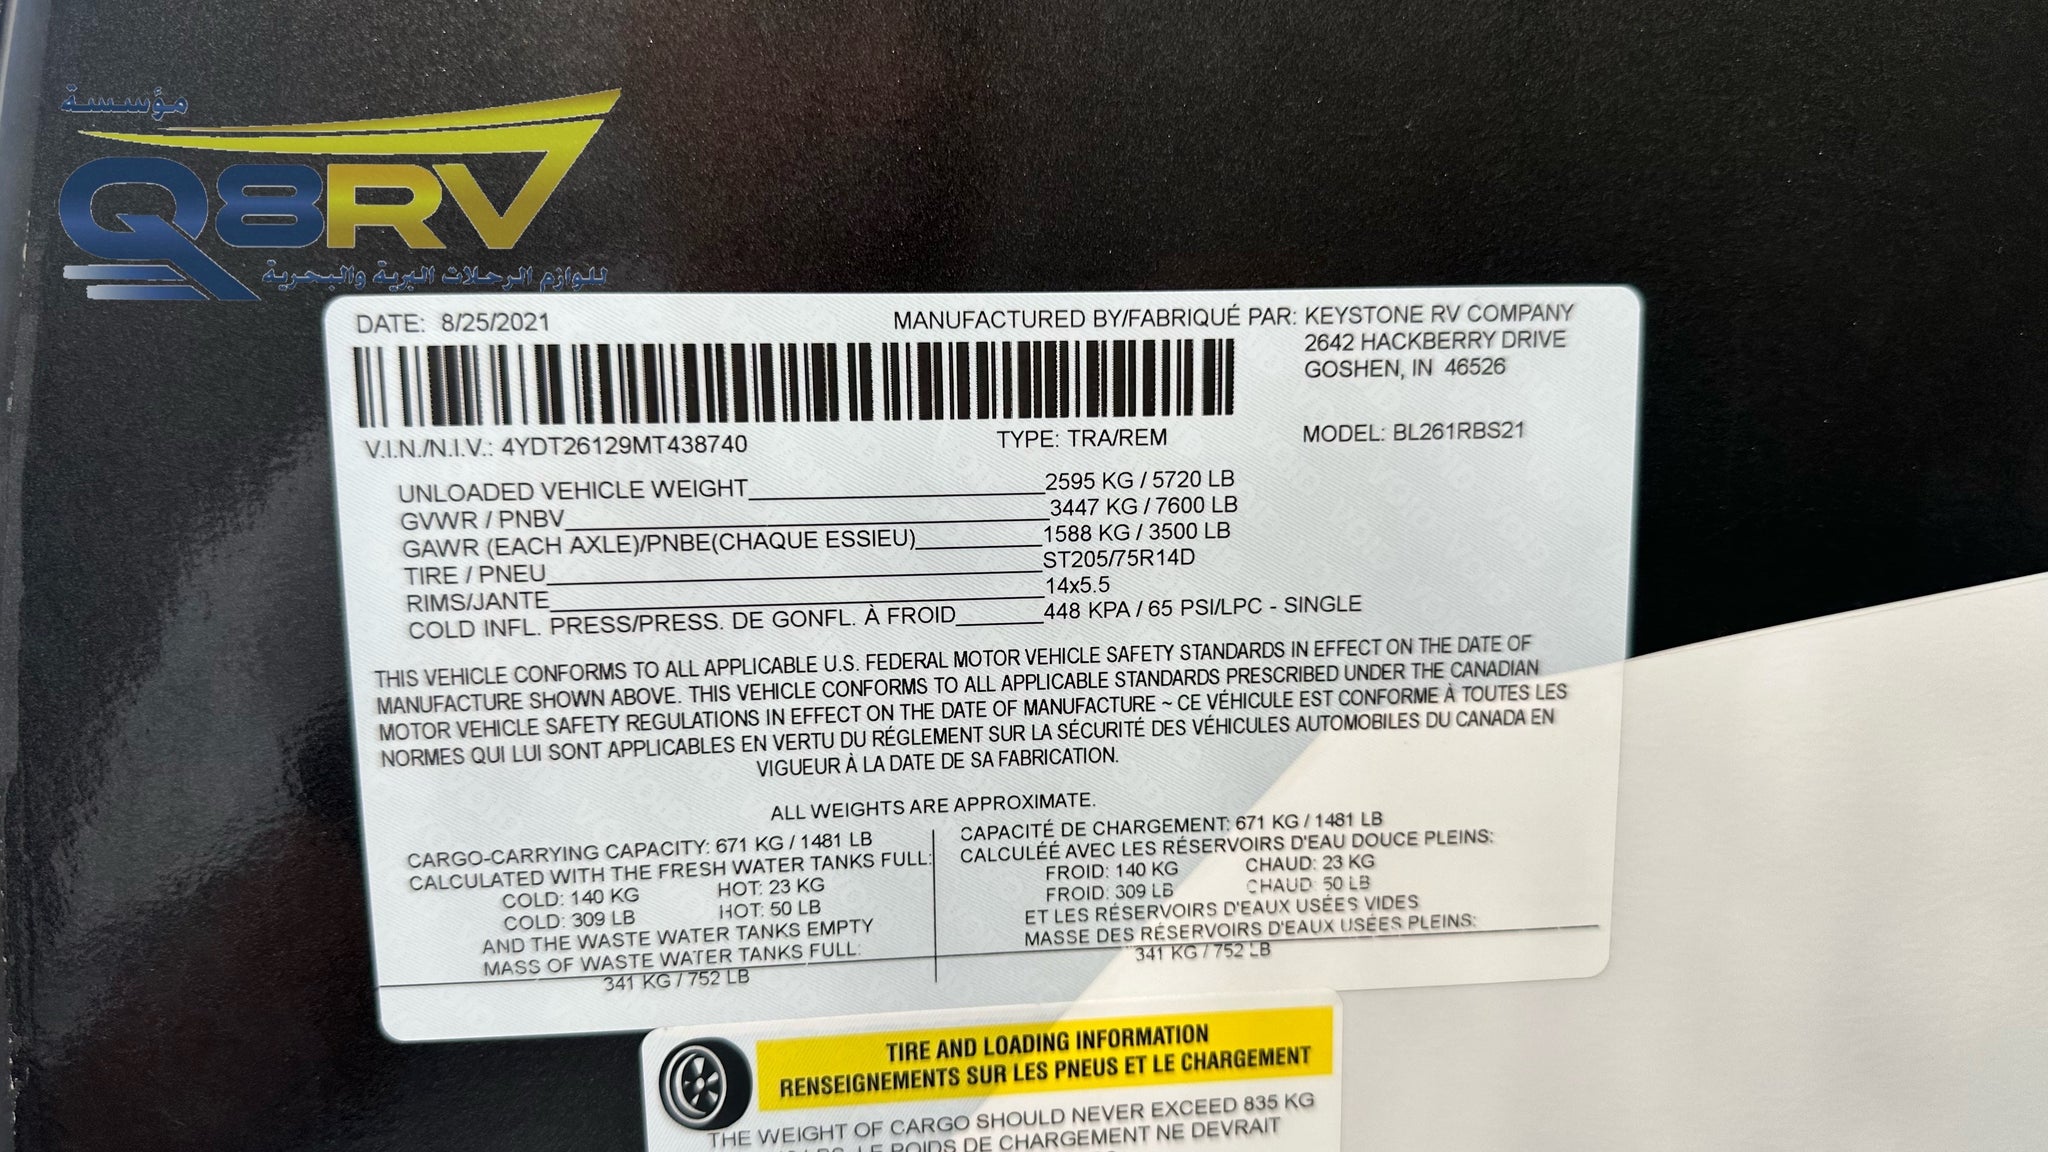 مؤسسة
Q8RV
للوازم الرحلات البرية والبحرية
DATE: 8/25/2021
MANUFACTURED BY/FABRIQUÉ PAR: KEYSTONE RV COMPANY
2642 HACKBERRY DRIVE
GOSHEN, IN 46526
V.I.N./N.I.V.: 4YDT26129MT438740
TYPE: TRA/REM
MODEL: BL261RBS21
UNLOADED VEHICLE WEIGHT 2595 KG / 5720 LB
GVWR / PNBV 3447 KG / 7600 LB
GAWR (EACH AXLE)/PNBE(CHAQUE ESSIEU) 1588 KG / 3500 LB
TIRE / PNEU ST205/75R14D
RIMS/JANTE 14x5.5
COLD INFL. PRESS/PRESS. DE GONFL. À FROID 448 KPA / 65 PSI/LPC - SINGLE
THIS VEHICLE CONFORMS TO ALL APPLICABLE U.S. FEDERAL MOTOR VEHICLE SAFETY STANDARDS IN EFFECT ON THE DATE OF
MANUFACTURE SHOWN ABOVE. THIS VEHICLE CONFORMS TO ALL APPLICABLE STANDARDS PRESCRIBED UNDER THE CANADIAN
MOTOR VEHICLE SAFETY REGULATIONS IN EFFECT ON THE DATE OF MANUFACTURE ~ CE VÉHICULE EST CONFORME À TOUTES LES
NORMES QUI LUI SONT APPLICABLES EN VERTU DU RÉGLEMENT SUR LA SÉCURITÉ DES VÉHICULES AUTOMOBILES DU CANADA EN
VIGUEUR À LA DATE DE SA FABRICATION.
ALL WEIGHTS ARE APPROXIMATE.
CARGO-CARRYING CAPACITY: 671 KG / 1481 LB
CALCULATED WITH THE FRESH WATER TANKS FULL:
COLD: 140 KG HOT: 23 KG
COLD: 309 LB HOT: 50 LB
AND THE WASTE WATER TANKS EMPTY
MASS OF WASTE WATER TANKS FULL:
341 KG / 752 LB
CAPACITÉ DE CHARGEMENT: 671 KG / 1481 LB
CALCULÉE AVEC LES RÉSERVOIRS D'EAU DOUCE PLEINS:
FROID: 140 KG CHAUD: 23 KG
FROID: 309 LB CHAUD: 50 LB
ET LES RÉSERVOIRS D'EAUX USÉES VIDES
MASSE DES RÉSERVOIRS D'EAUX USÉES PLEINS:
341 KG / 752 LB
TIRE AND LOADING INFORMATION
RENSEIGNEMENTS SUR LES PNEUS ET LE CHARGEMENT
THE WEIGHT OF CARGO SHOULD NEVER EXCEED 835 KG
LE POIDS DE CHARGEMENT NE DEVRAIT